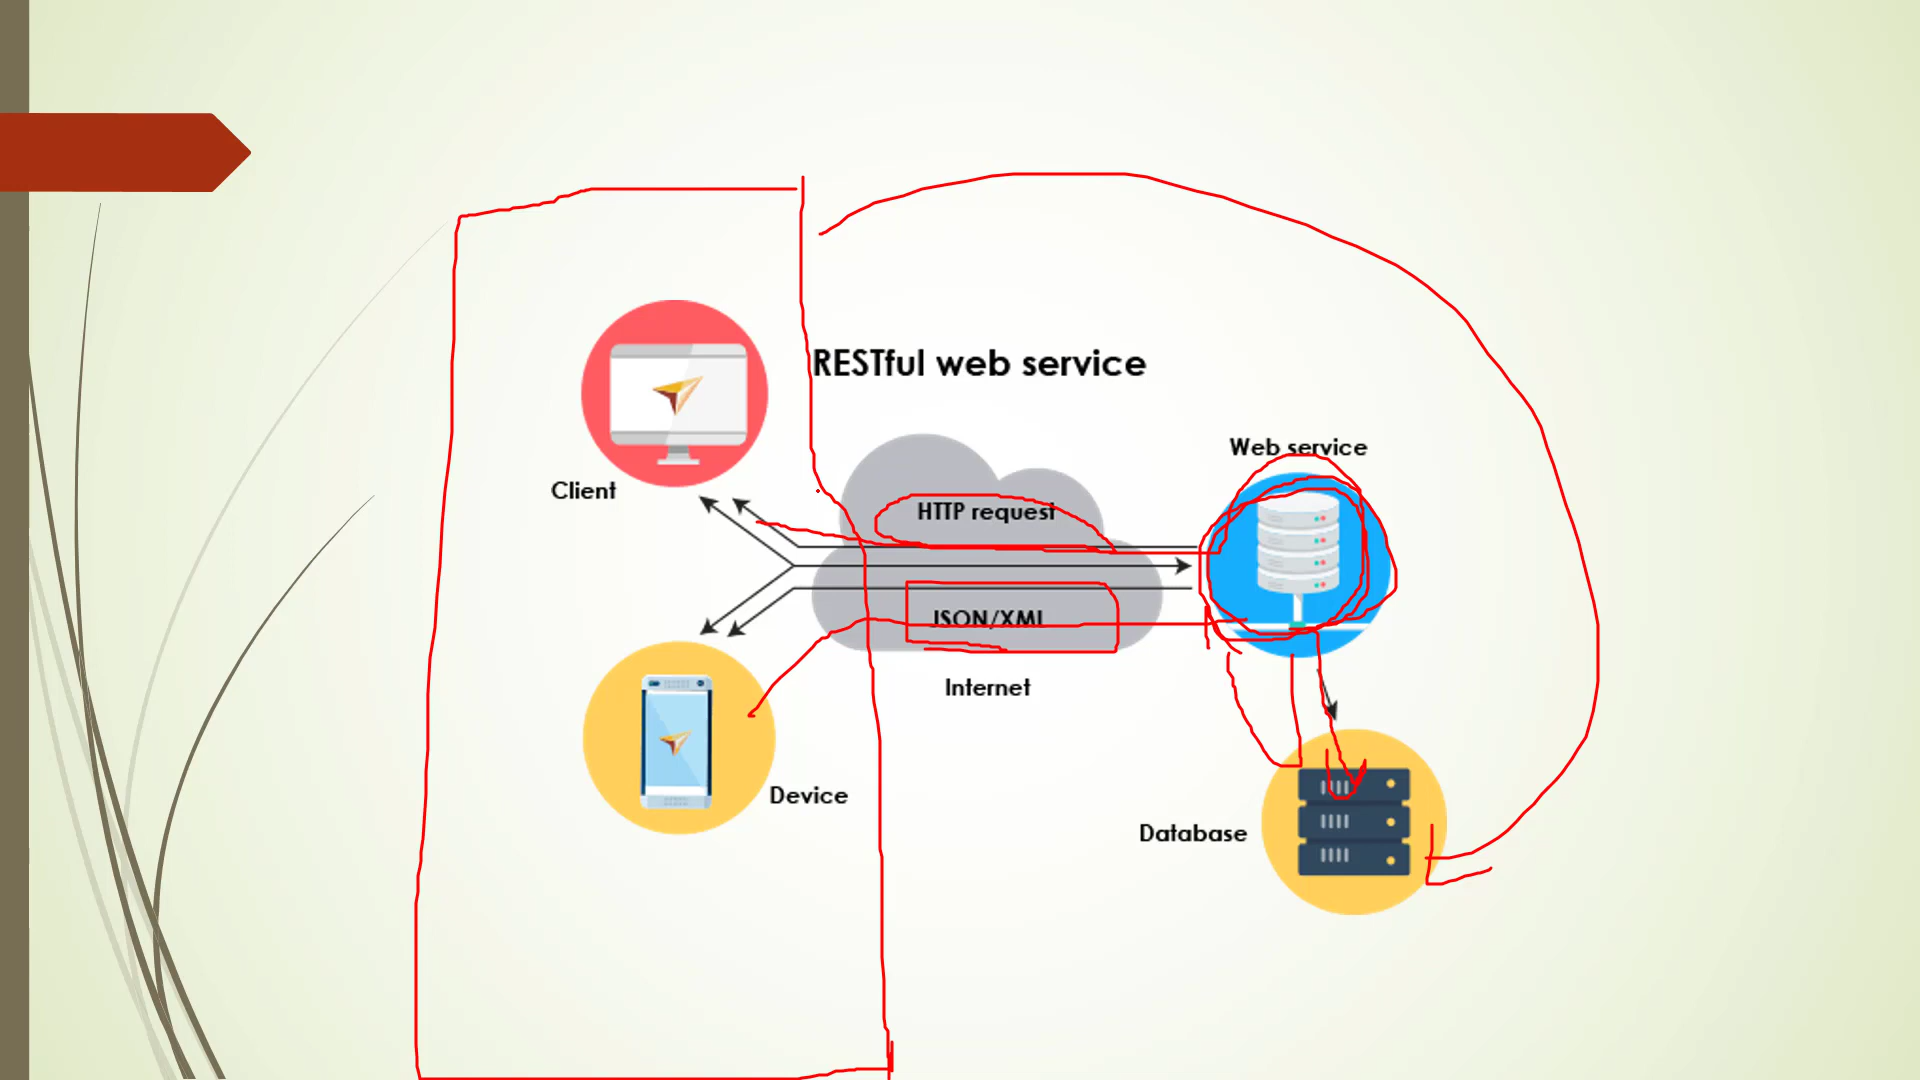 RESTful web service
Web service
Client
HTTP request
JSON/XML
Internet
Device
Database